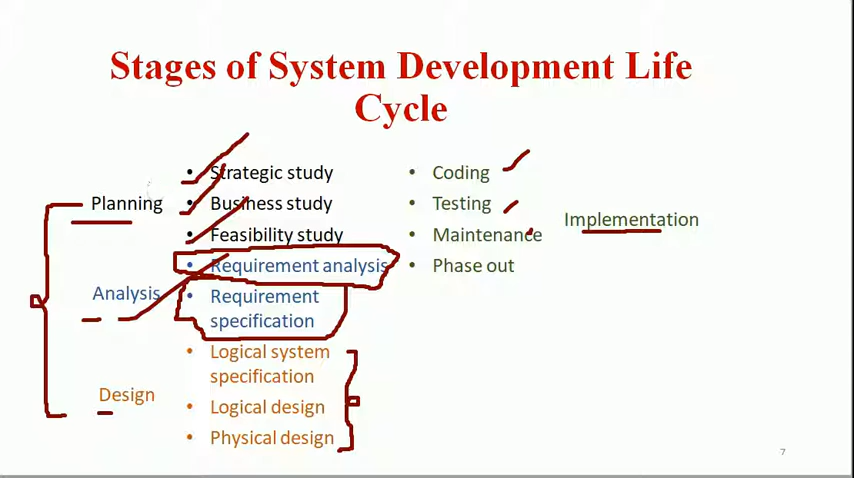 Stages of System Development Life
Cycle
Planning
• Strategic study
• Business study
• Feasibility study
Analysis
• Requirement analysis
• Requirement
specification
Design
• Logical system
specification
• Logical design
• Physical design
• Coding
• Testing
• Maintenance
• Phase out
Implementation
7